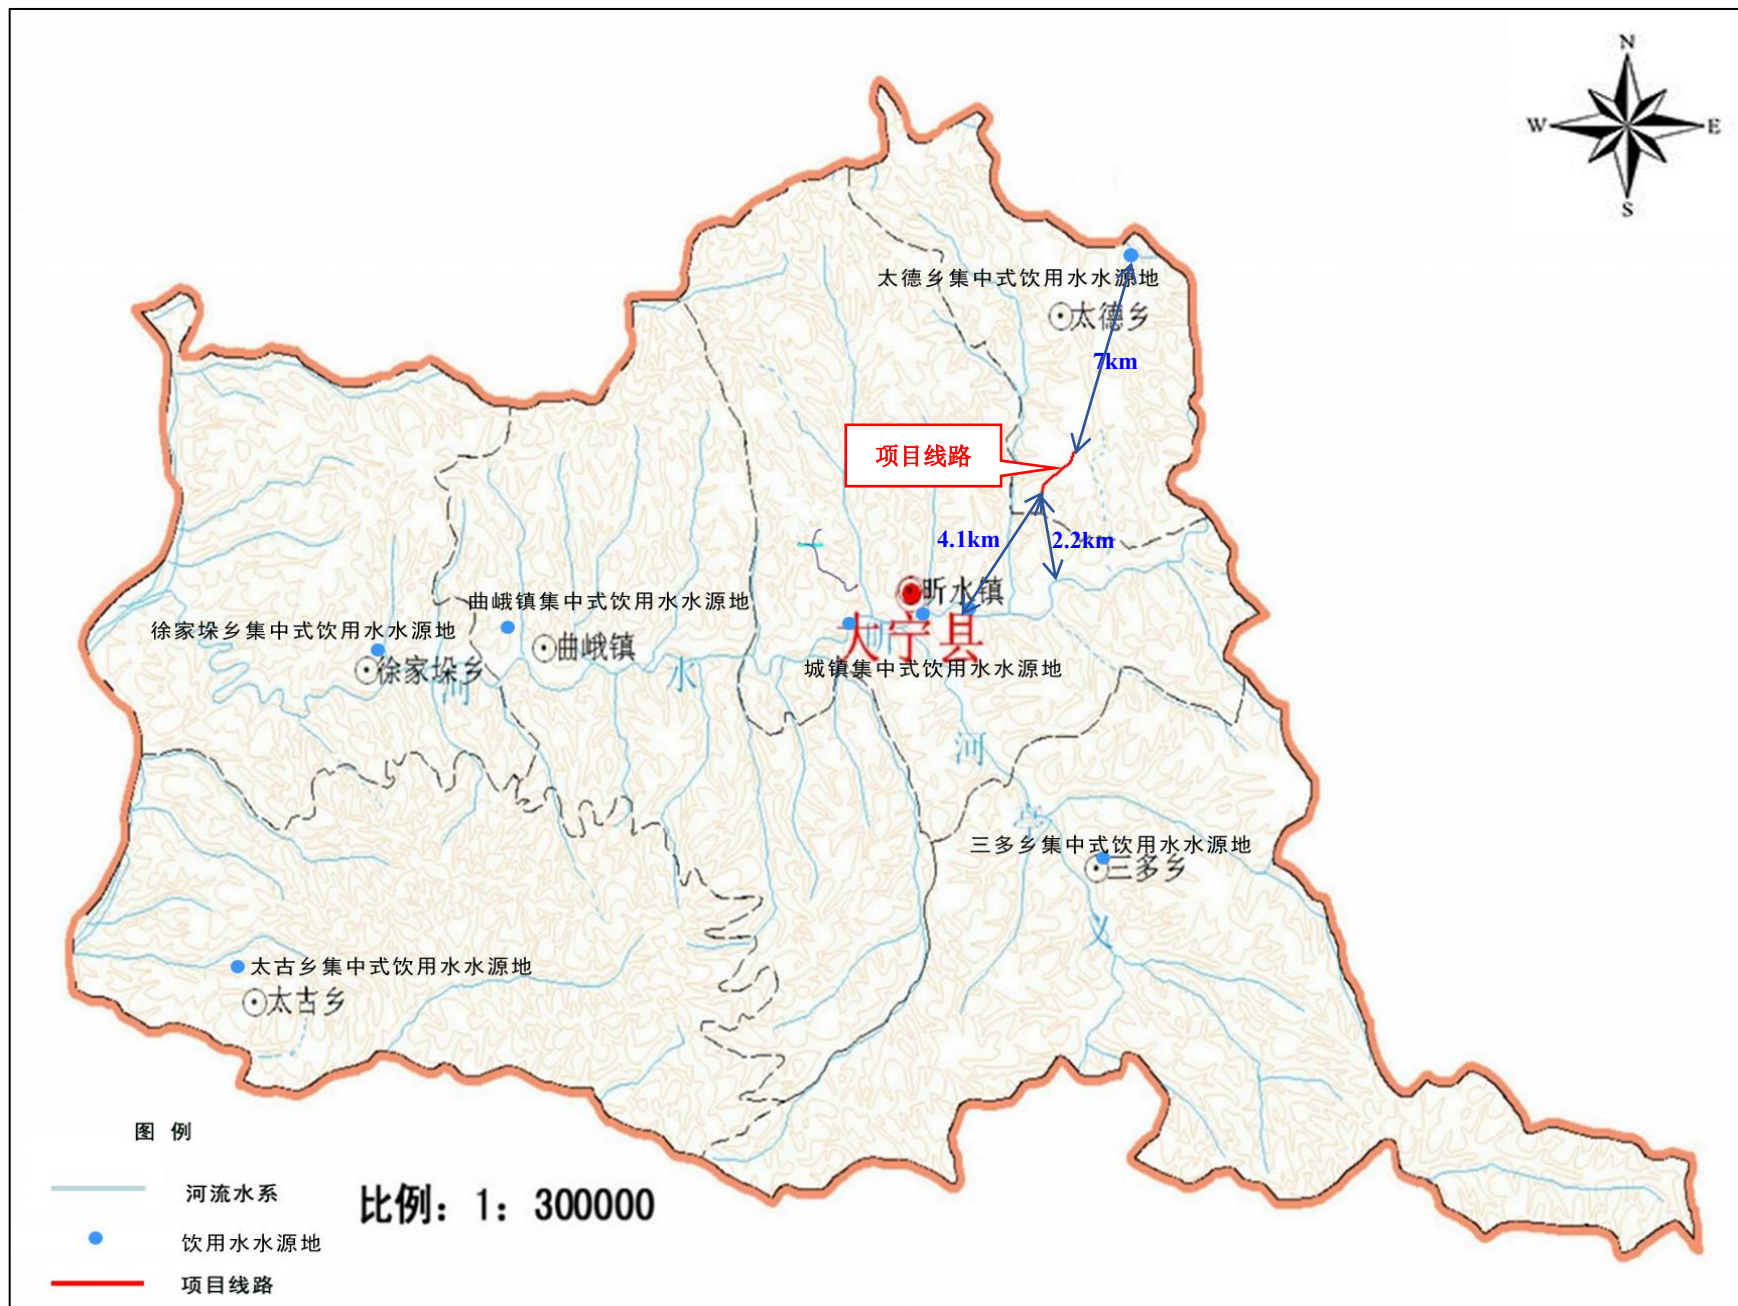 N
W
E
S
太德乡集中式饮用水水源地
太德乡
7km
项目线路
4.1km
2.2km
昕水镇
大宁县
曲峨镇集中式饮用水水源地
徐家垛乡集中式饮用水水源地
曲峨镇
徐家垛乡
城镇集中式饮用水水源地
河
水
河
三多乡集中式饮用水水源地
三多乡
义
太古乡集中式饮用水水源地
太古乡
图 例
河流水系
比例：1：300000
饮用水水源地
项目线路